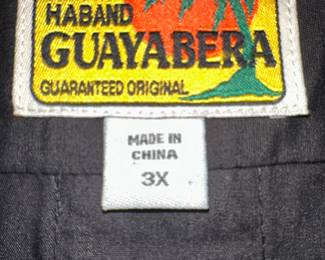 HABAND
GUAYABERA
GUARANTEED ORIGINAL
MADE IN
CHINA
3X